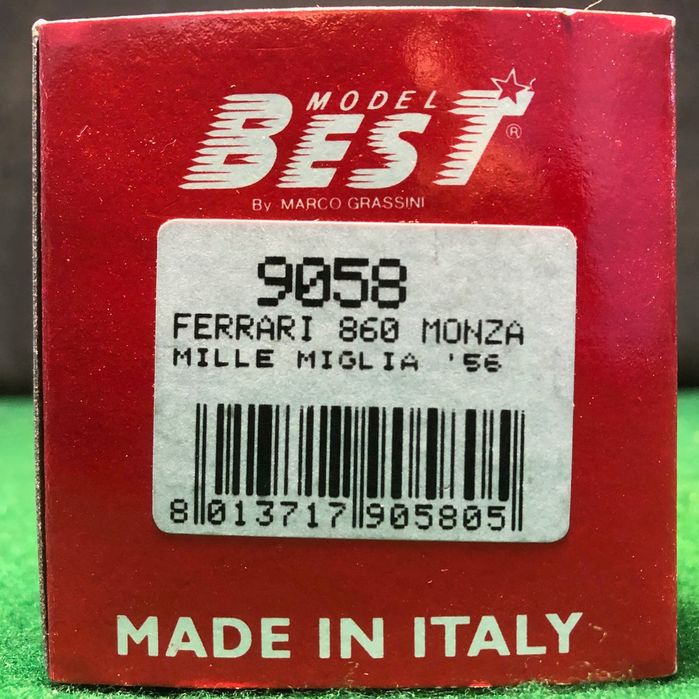 MODEL
BEST ®
By MARCO GRASSINI
9058
FERRARI 860 MONZA
MILLE MIGLIA '56
8 013717 905805
MADE IN ITALY